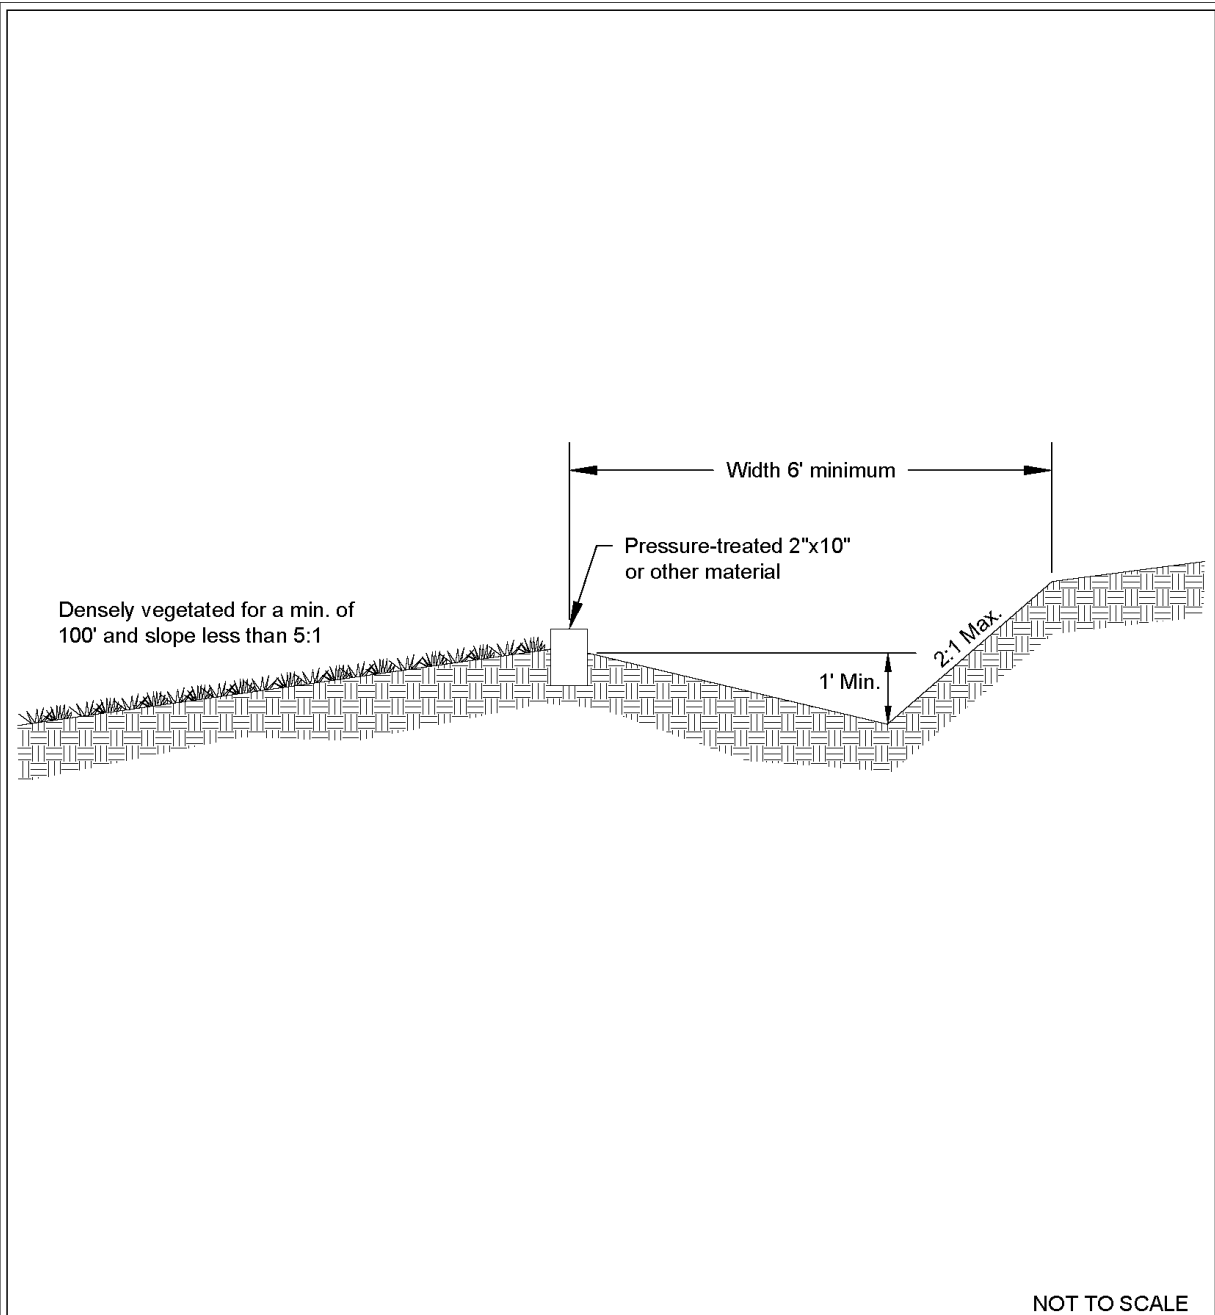 Width 6' minimum
Pressure-treated 2"x10"
or other material
Densely vegetated for a min. of
100' and slope less than 5:1
2:1 Max.
1' Min.
NOT TO SCALE